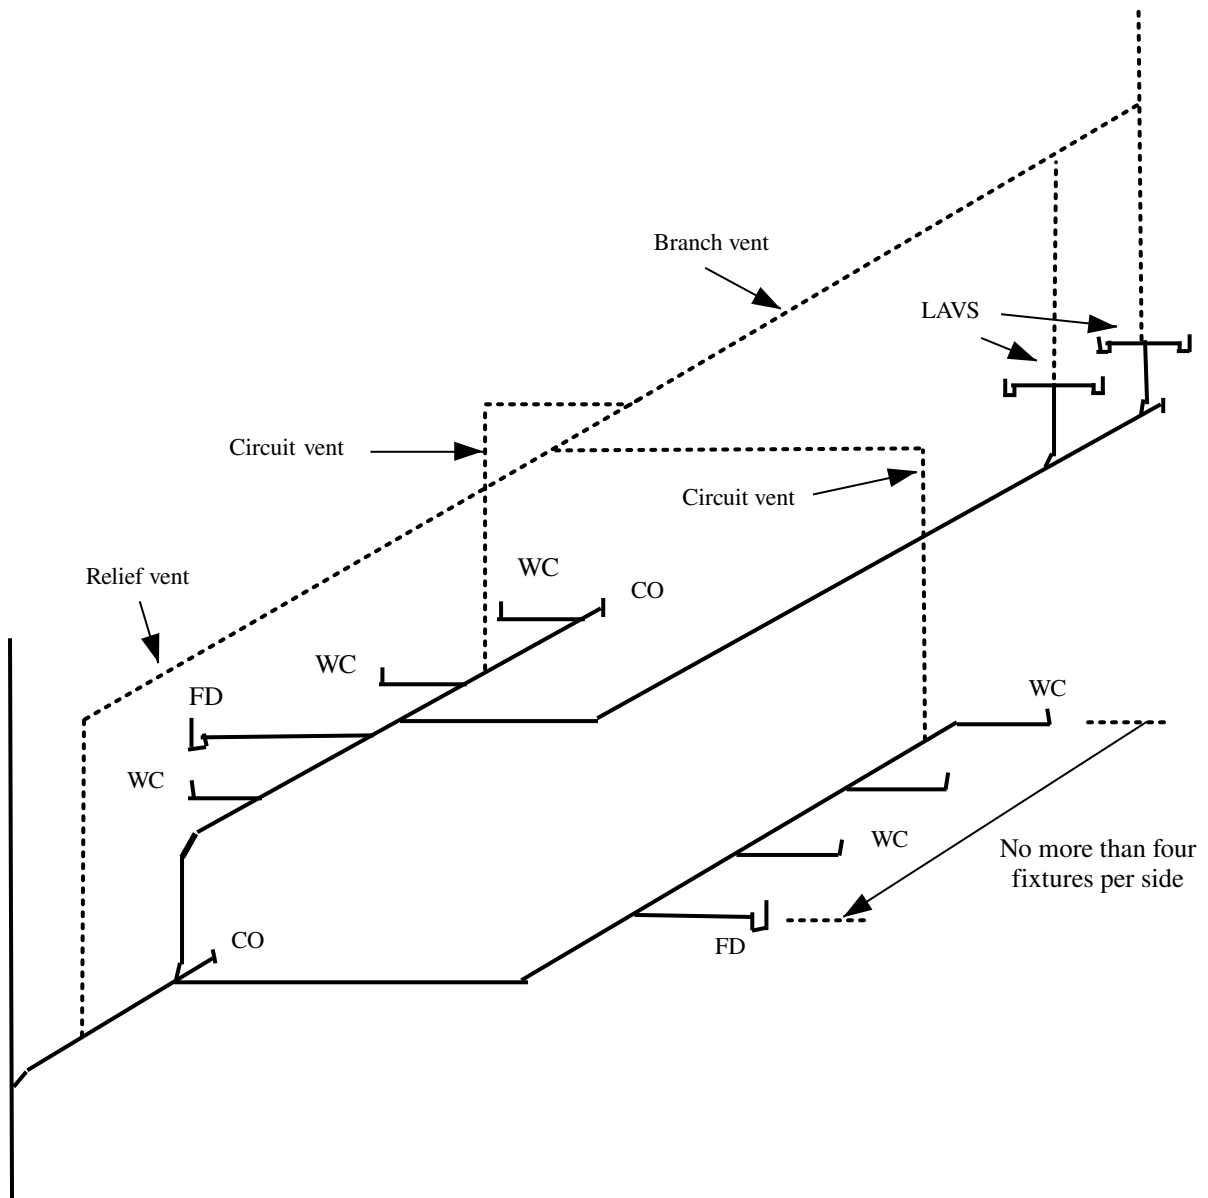 Branch vent
LAVS
Circuit vent
Circuit vent
WC
Relief vent
CO
WC
FD
WC
WC
No more than four
fixtures per side
WC
CO
FD